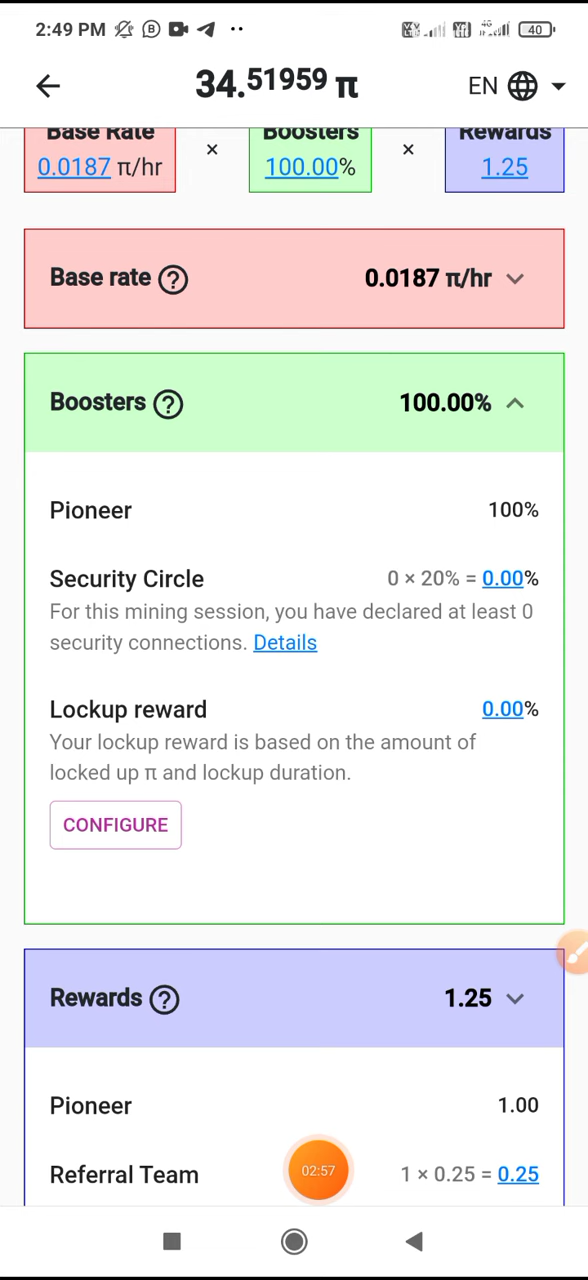 2:49 PM
40
34.51959 π
EN
Base Rate × Boosters × Rewards
0.0187 π/hr 100.00% 1.25
Base rate ? 0.0187 π/hr
Boosters ? 100.00%
Pioneer 100%
Security Circle 0 × 20% = 0.00%
For this mining session, you have declared at least 0
security connections. Details
Lockup reward 0.00%
Your lockup reward is based on the amount of
locked up π and lockup duration.
CONFIGURE
Rewards ? 1.25
Pioneer 1.00
Referral Team 1 × 0.25 = 0.25
02:57